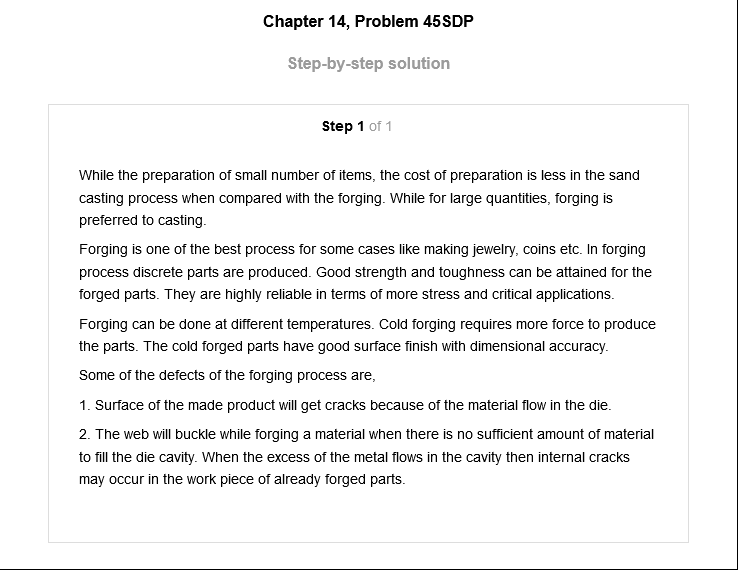 Chapter 14, Problem 45SDP
Step-by-step solution
Step 1 of 1
While the preparation of small number of items, the cost of preparation is less in the sand
casting process when compared with the forging. While for large quantities, forging is
preferred to casting.
Forging is one of the best process for some cases like making jewelry, coins etc. In forging
process discrete parts are produced. Good strength and toughness can be attained for the
forged parts. They are highly reliable in terms of more stress and critical applications.
Forging can be done at different temperatures. Cold forging requires more force to produce
the parts. The cold forged parts have good surface finish with dimensional accuracy.
Some of the defects of the forging process are,
1. Surface of the made product will get cracks because of the material flow in the die.
2. The web will buckle while forging a material when there is no sufficient amount of material
to fill the die cavity. When the excess of the metal flows in the cavity then internal cracks
may occur in the work piece of already forged parts.